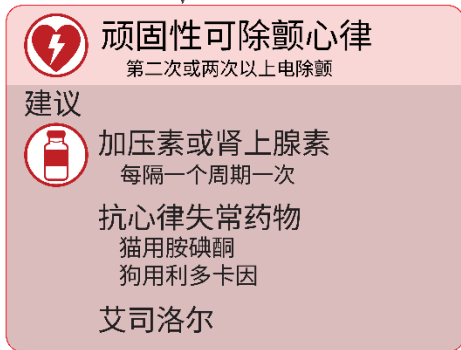 顽固性可除颤心律
第二次或两次以上电除颤
建议
加压素或肾上腺素
每隔一个周期一次
抗心律失常药物
猫用胺碘酮
狗用利多卡因
艾司洛尔